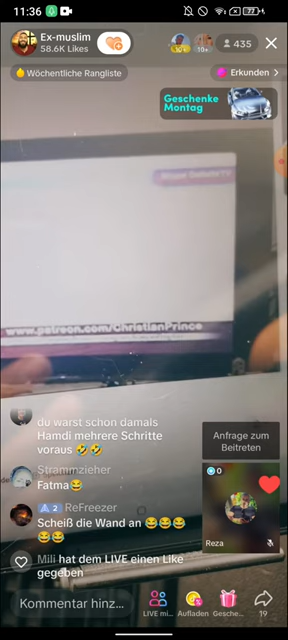 11:36
77
Ex-muslim
58.6K Likes
10+
10+
435
Wöchentliche Rangliste
Erkunden >
Geschenke
Montag
www.patreon.com/ChristianPrince
du warst schon damals
Hamdi mehrere Schritte
voraus 🤣🤣
Strammzieher
Fatma😂
2 ReFreezer
Scheiß die Wand an 😂😂😂
😂😂
Mili hat dem LIVE einen Like
gegeben
Anfrage zum
Beitreten
0
Reza
Kommentar hinz...
LIVE mi...
Aufladen
Gesche...
19